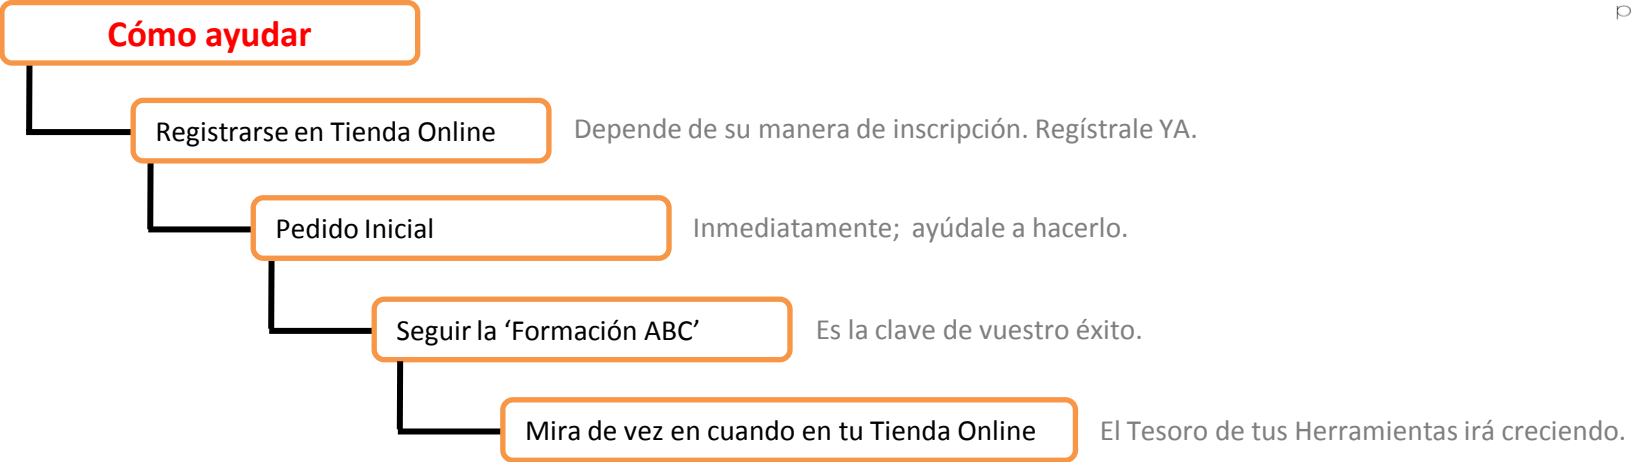 p
Cómo ayudar
Registrarse en Tienda Online
Depende de su manera de inscripción. Regístrale YA.
Pedido Inicial
Inmediatamente; ayúdale a hacerlo.
Seguir la ‘Formación ABC’
Es la clave de vuestro éxito.
Mira de vez en cuando en tu Tienda Online
El Tesoro de tus Herramientas irá creciendo.